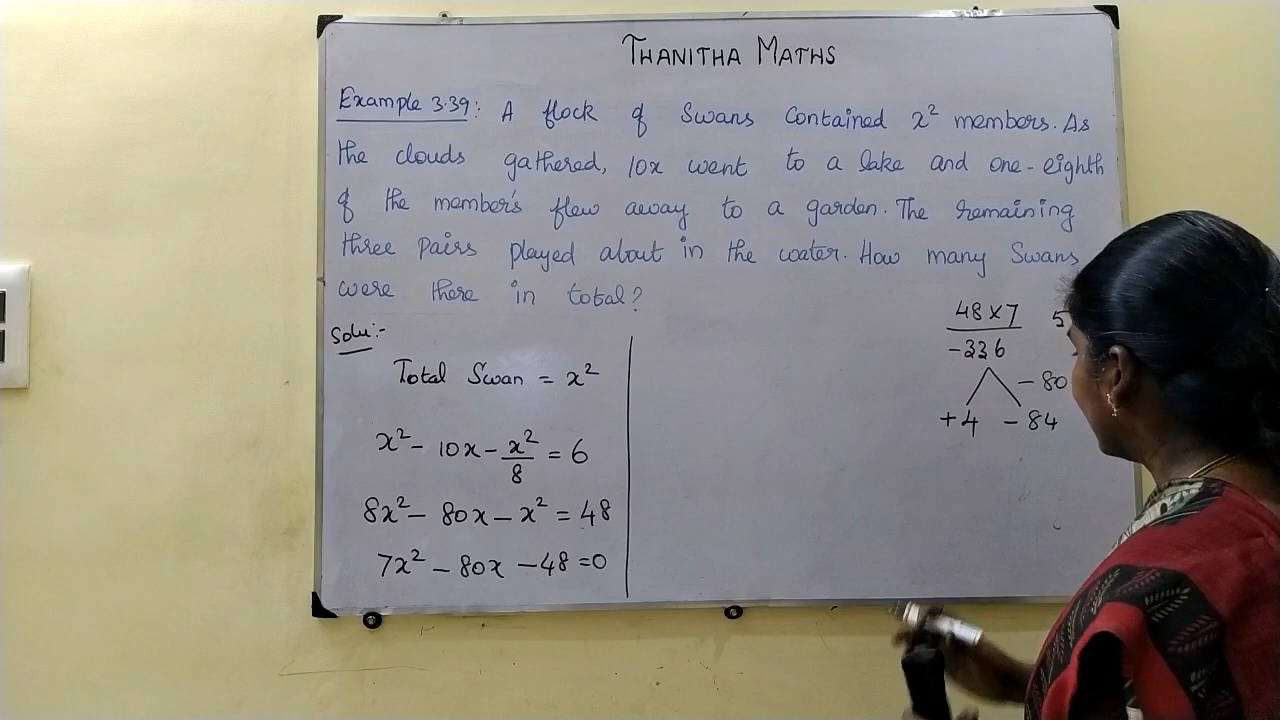 THANITHA MATHS
Example 3.39: A flock of Swans Contained x² members. As
the clouds gathered, 10x went to a lake and one-eighth
of the member's flew away to a garden. The remaining
three pairs played about in the water. How many Swans
were there in total?
Solu:-
Total Swan = x²
x² - 10x - x²/8 = 6
8x² - 80x - x² = 48
7x² - 80x - 48 = 0
48 x 7
-336
- 80
+4 - 84